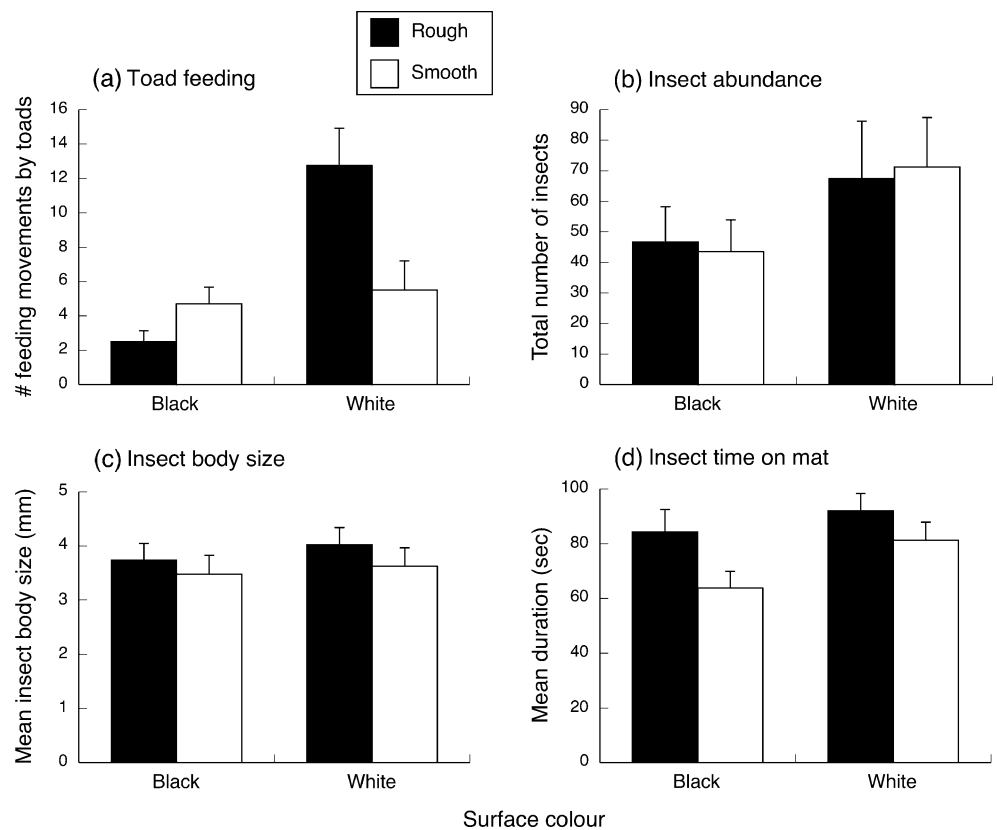 Rough
Smooth
(a) Toad feeding
# feeding movements by toads
16
14
12
10
8
6
4
2
0
Black
White
(b) Insect abundance
Total number of insects
90
80
70
60
50
40
30
20
10
0
Black
White
(c) Insect body size
Mean insect body size (mm)
5
4
3
2
1
0
Black
White
(d) Insect time on mat
Mean duration (sec)
100
80
60
40
20
0
Black
White
Surface colour